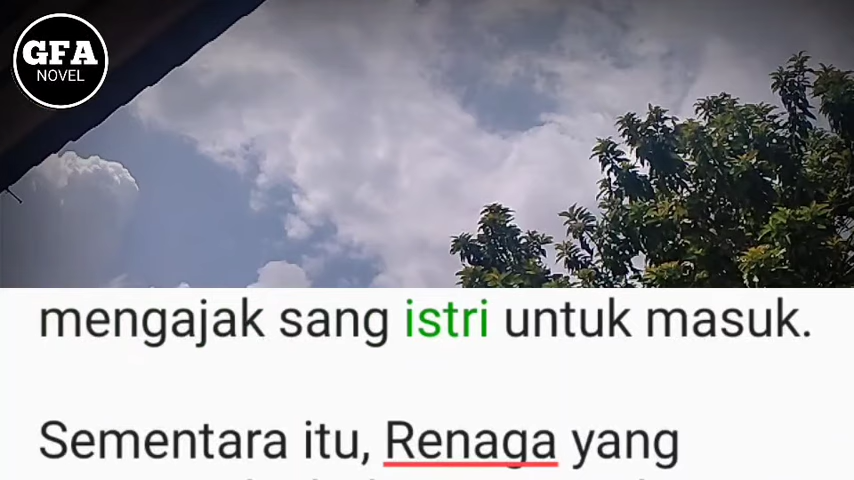 GFA
NOVEL
mengajak sang istri untuk masuk.
Sementara itu, Renaga yang